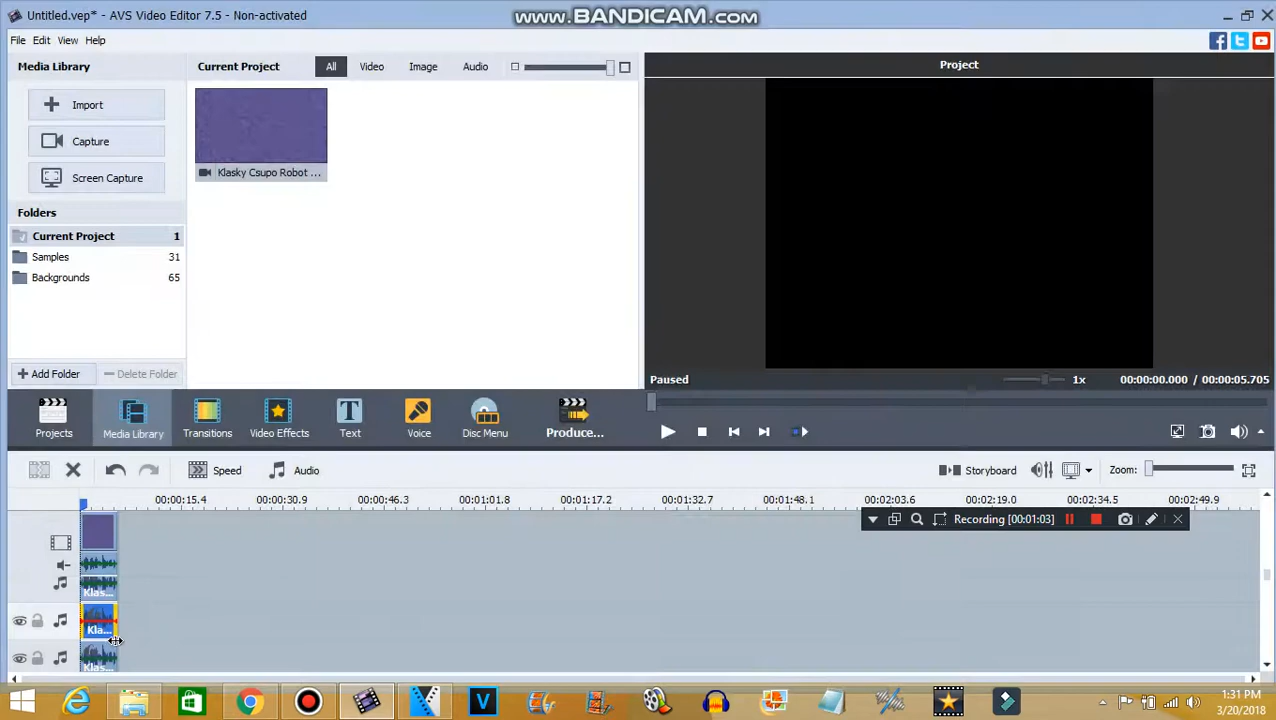 Untitled.vep* - AVS Video Editor 7.5 - Non-activated
www.BANDICAM.com
File Edit View Help
Media Library
Current Project
All
Video
Image
Audio
Project
Import
Capture
Screen Capture
Klasky Csupo Robot ...
Folders
Current Project 1
Samples 31
Backgrounds 65
+ Add Folder
Delete Folder
Paused
1x
00:00:00.000 / 00:00:05.705
Projects
Media Library
Transitions
Video Effects
Text
Voice
Disc Menu
Produce...
Speed
Audio
Storyboard
Zoom:
00:00:15.4
00:00:30.9
00:00:46.3
00:01:01.8
00:01:17.2
00:01:32.7
00:01:48.1
00:02:03.6
00:02:19.0
00:02:34.5
00:02:49.9
Recording [00:01:03]
Klas...
Kla...
Klas...
1:31 PM
3/20/2018